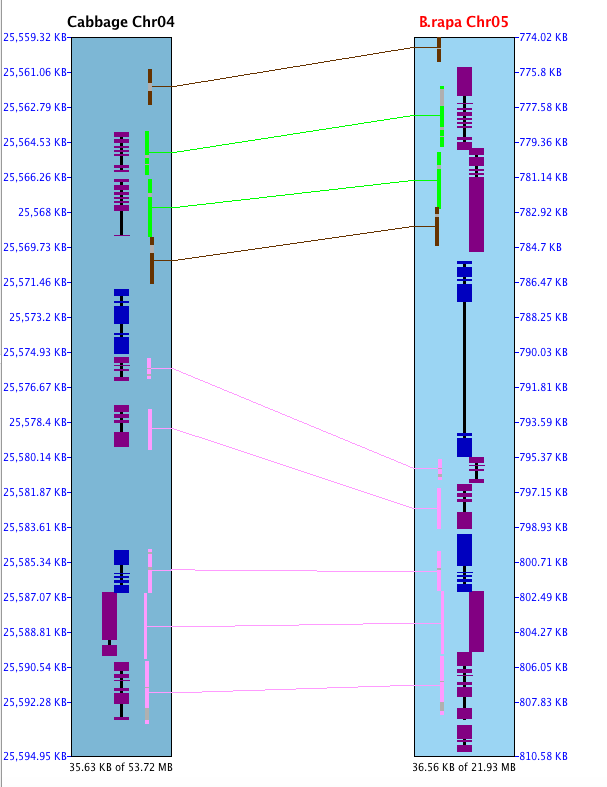 Cabbage Chr04 B.rapa Chr05
25,559.32 KB 774.02 KB
25,561.06 KB 775.8 KB
25,562.79 KB 777.58 KB
25,564.53 KB 779.36 KB
25,566.26 KB 781.14 KB
25,568 KB 782.92 KB
25,569.73 KB 784.7 KB
25,571.46 KB 786.47 KB
25,573.2 KB 788.25 KB
25,574.93 KB 790.03 KB
25,576.67 KB 791.81 KB
25,578.4 KB 793.59 KB
25,580.14 KB 795.37 KB
25,581.87 KB 797.15 KB
25,583.61 KB 798.93 KB
25,585.34 KB 800.71 KB
25,587.07 KB 802.49 KB
25,588.81 KB 804.27 KB
25,590.54 KB 806.05 KB
25,592.28 KB 807.83 KB
25,594.95 KB 810.58 KB
35.63 KB of 53.72 MB 36.56 KB of 21.93 MB